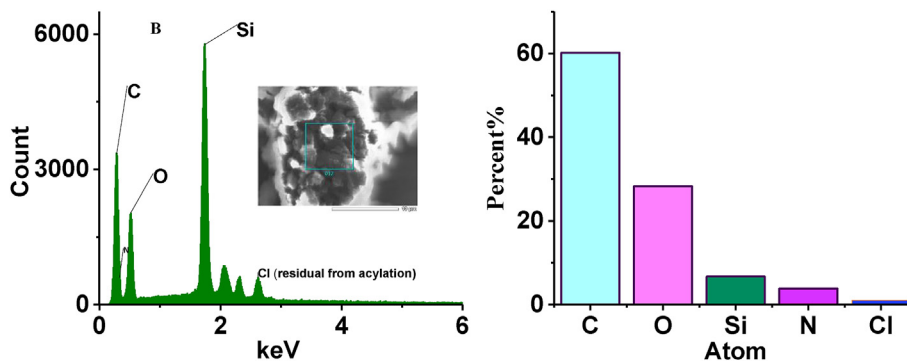 B
Si
C
O
N
Cl (residual from acylation)
6000
3000
0
Count
0
2
4
6
keV
60
40
20
0
Percent%
C
O
Si
N
Cl
Atom